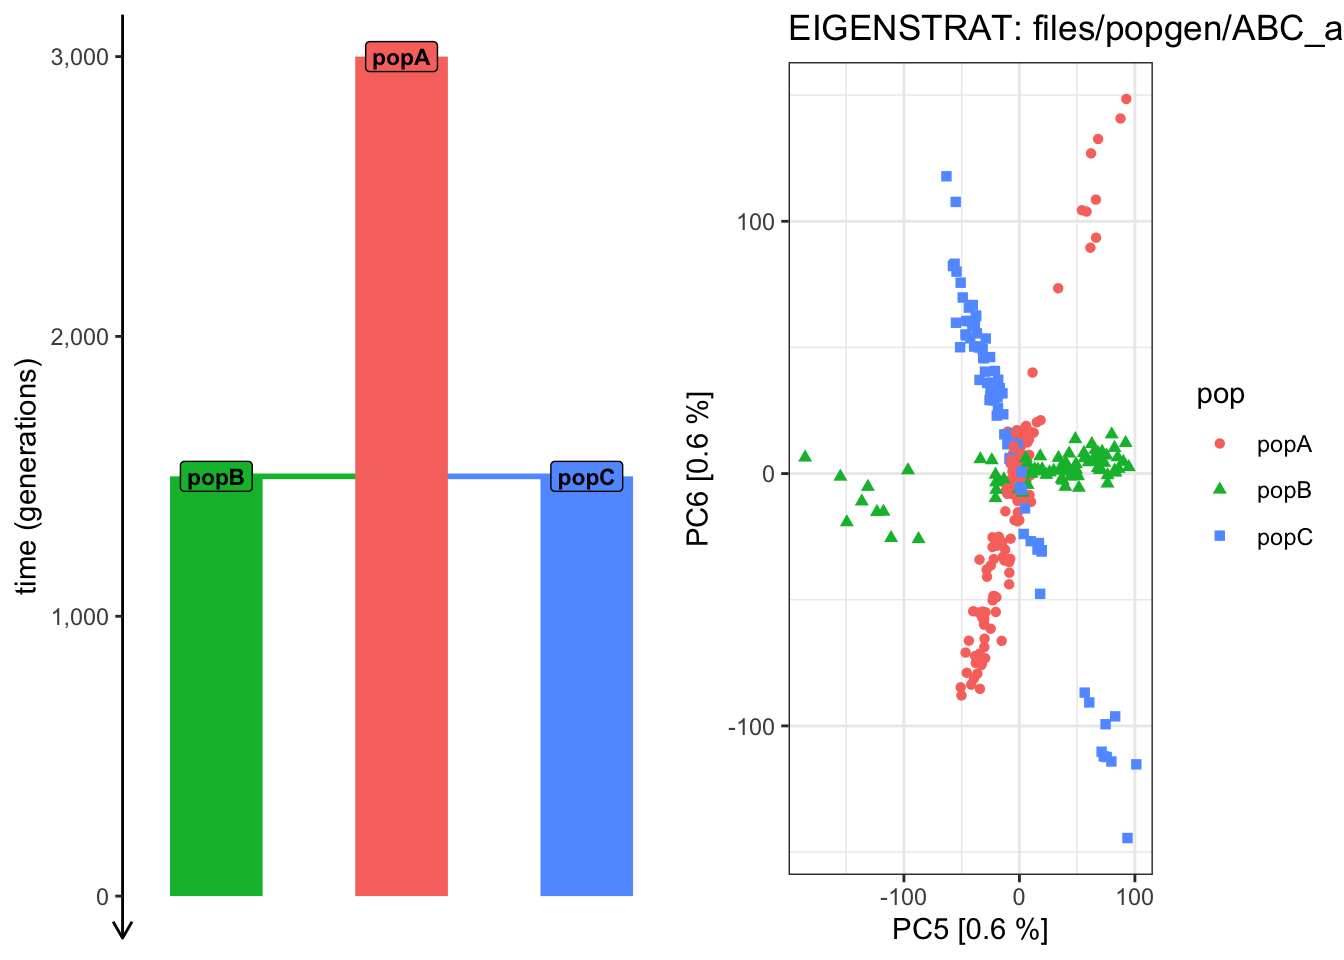 time (generations)
3,000
2,000
1,000
0
popA
popB
popC
EIGENSTRAT: files/popgen/ABC_a
PC6 [0.6 %]
100
0
-100
-100
0
100
PC5 [0.6 %]
pop
popA
popB
popC